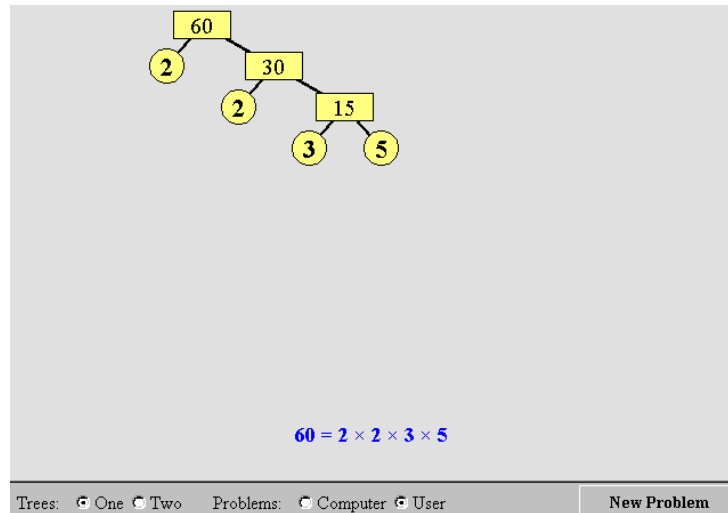 60
2 30
2 15
3 5
60 = 2 × 2 × 3 × 5
Trees: One Two Problems: Computer User New Problem